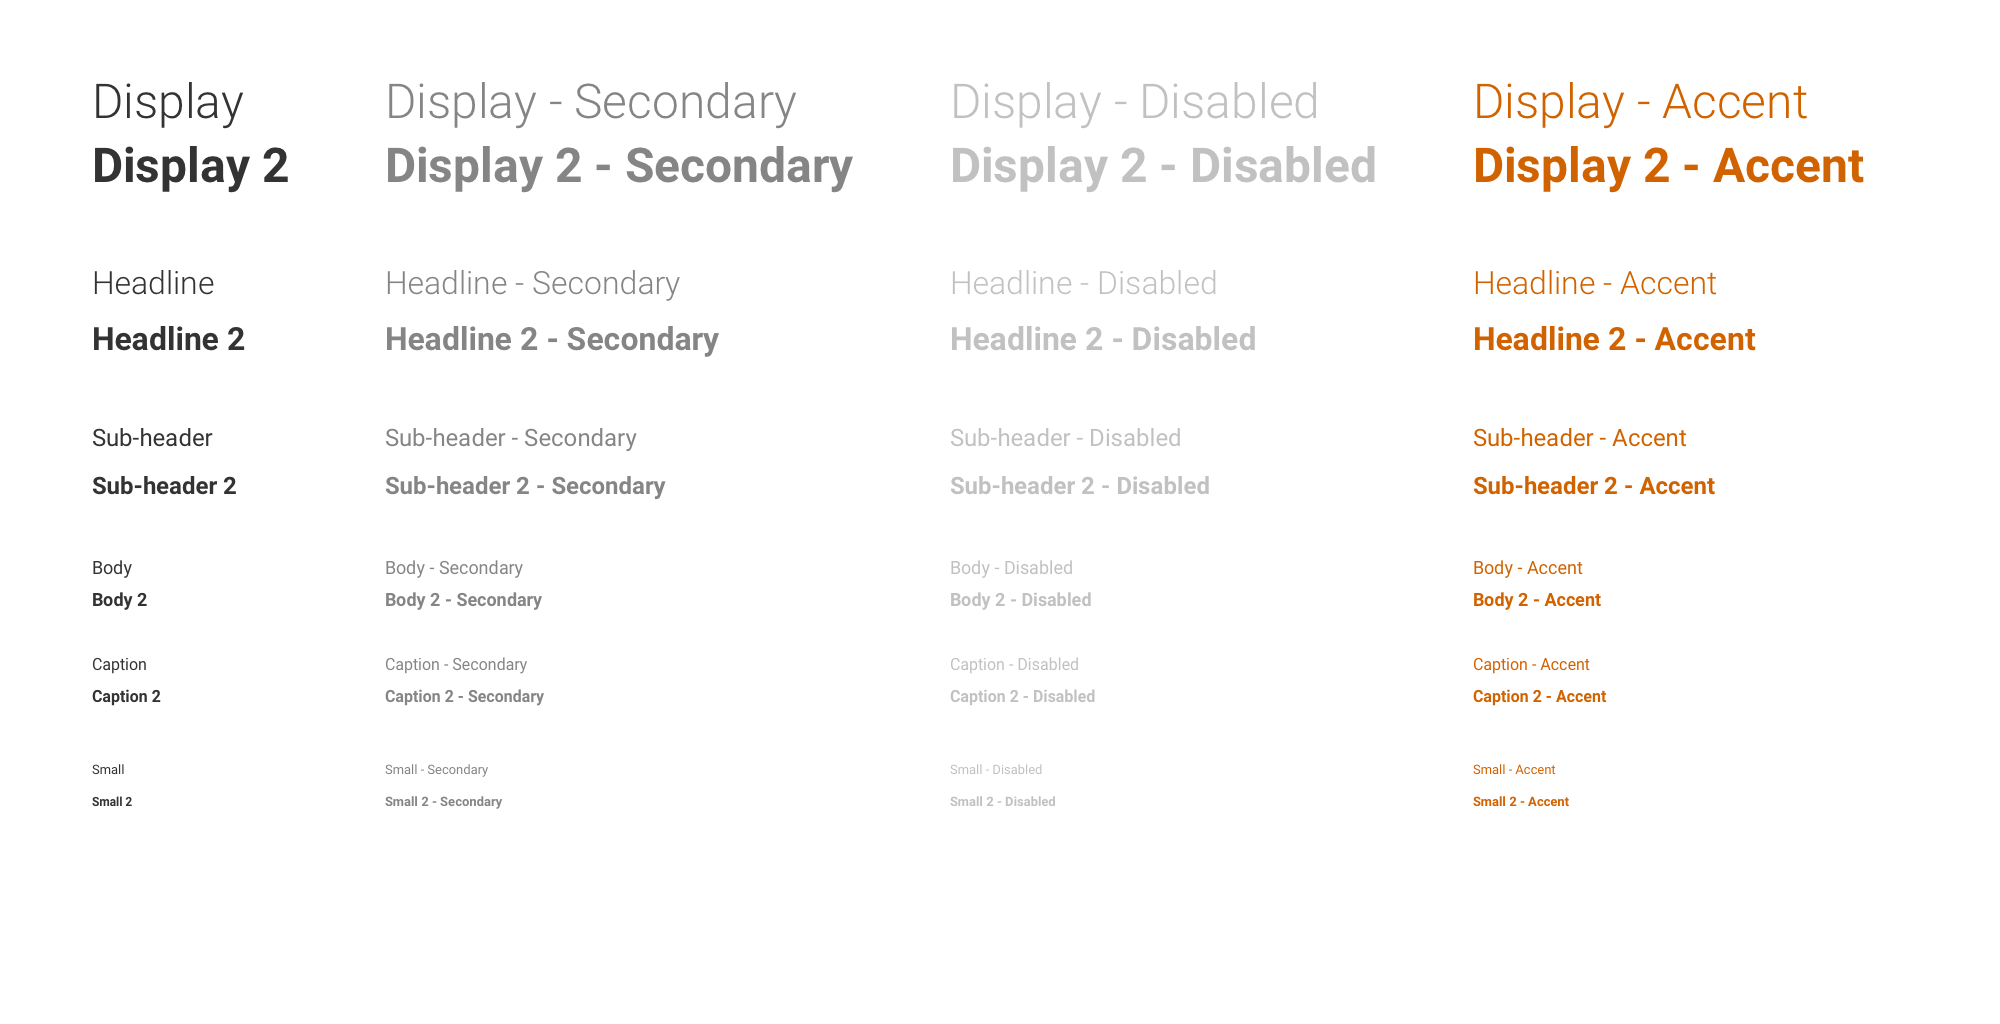 Display Display - Secondary Display - Disabled Display - Accent
Display 2 Display 2 - Secondary Display 2 - Disabled Display 2 - Accent
Headline Headline - Secondary Headline - Disabled Headline - Accent
Headline 2 Headline 2 - Secondary Headline 2 - Disabled Headline 2 - Accent
Sub-header Sub-header - Secondary Sub-header - Disabled Sub-header - Accent
Sub-header 2 Sub-header 2 - Secondary Sub-header 2 - Disabled Sub-header 2 - Accent
Body Body - Secondary Body - Disabled Body - Accent
Body 2 Body 2 - Secondary Body 2 - Disabled Body 2 - Accent
Caption Caption - Secondary Caption - Disabled Caption - Accent
Caption 2 Caption 2 - Secondary Caption 2 - Disabled Caption 2 - Accent
Small Small - Secondary Small - Disabled Small - Accent
Small 2 Small 2 - Secondary Small 2 - Disabled Small 2 - Accent